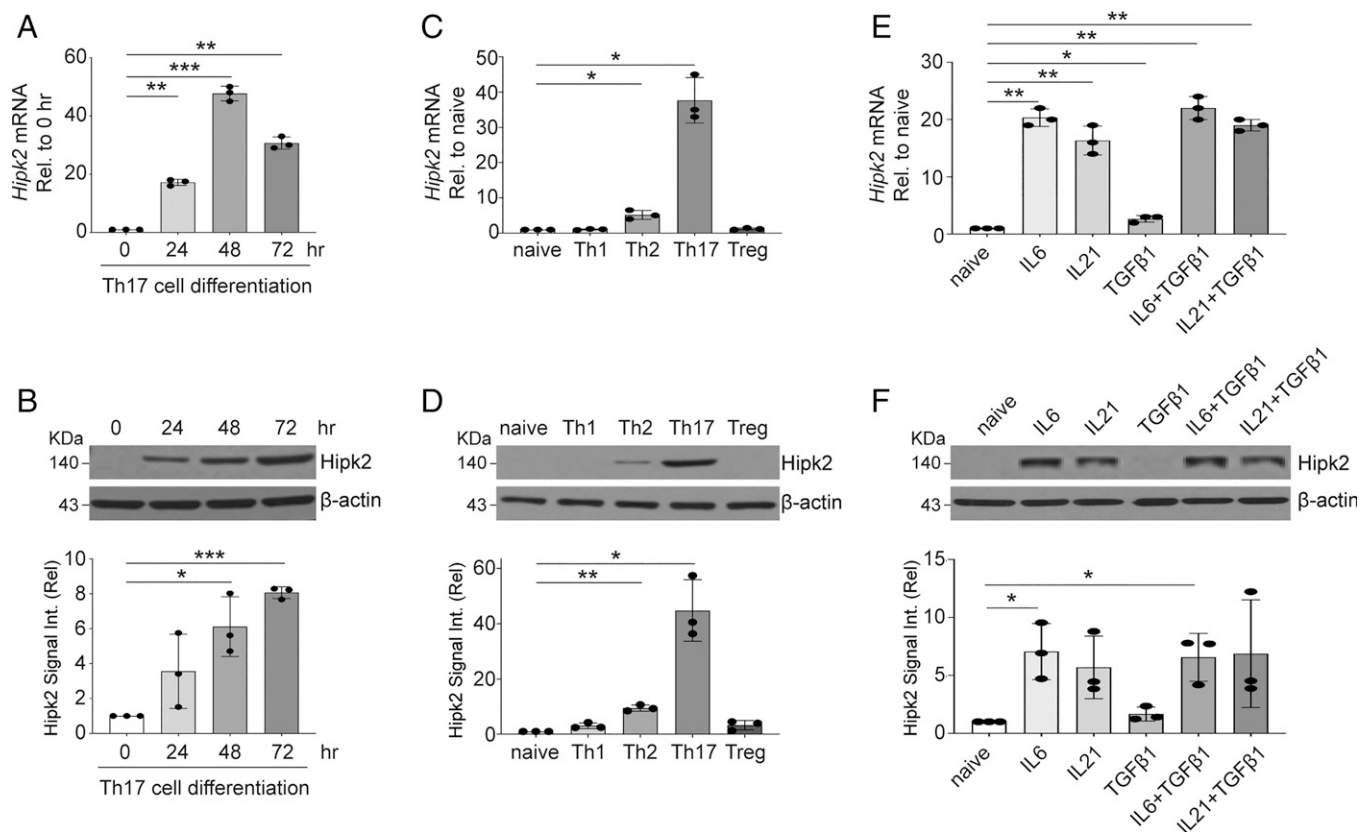 A
**
***
**
Hipk2 mRNA
Rel. to 0 hr
60
40
20
0
0 24 48 72 hr
Th17 cell differentiation
C
*
*
Hipk2 mRNA
Rel. to naive
50
40
30
20
10
0
naive Th1 Th2 Th17 Treg
E
**
**
*
**
**
Hipk2 mRNA
Rel. to naive
30
20
10
0
naive IL6 IL21 TGFβ1 IL6+TGFβ1 IL21+TGFβ1
B
0 24 48 72 hr
KDa
140 Hipk2
43 β-actin
***
*
Hipk2 Signal Int. (Rel)
10
8
6
4
2
0
0 24 48 72 hr
Th17 cell differentiation
D
naive Th1 Th2 Th17 Treg
KDa
140 Hipk2
43 β-actin
*
**
Hipk2 Signal Int. (Rel)
60
40
20
0
naive Th1 Th2 Th17 Treg
F
naive IL6 IL21 TGFβ1 IL6+TGFβ1 IL21+TGFβ1
KDa
140 Hipk2
43 β-actin
*
*
Hipk2 Signal Int. (Rel)
15
10
5
0
naive IL6 IL21 TGFβ1 IL6+TGFβ1 IL21+TGFβ1